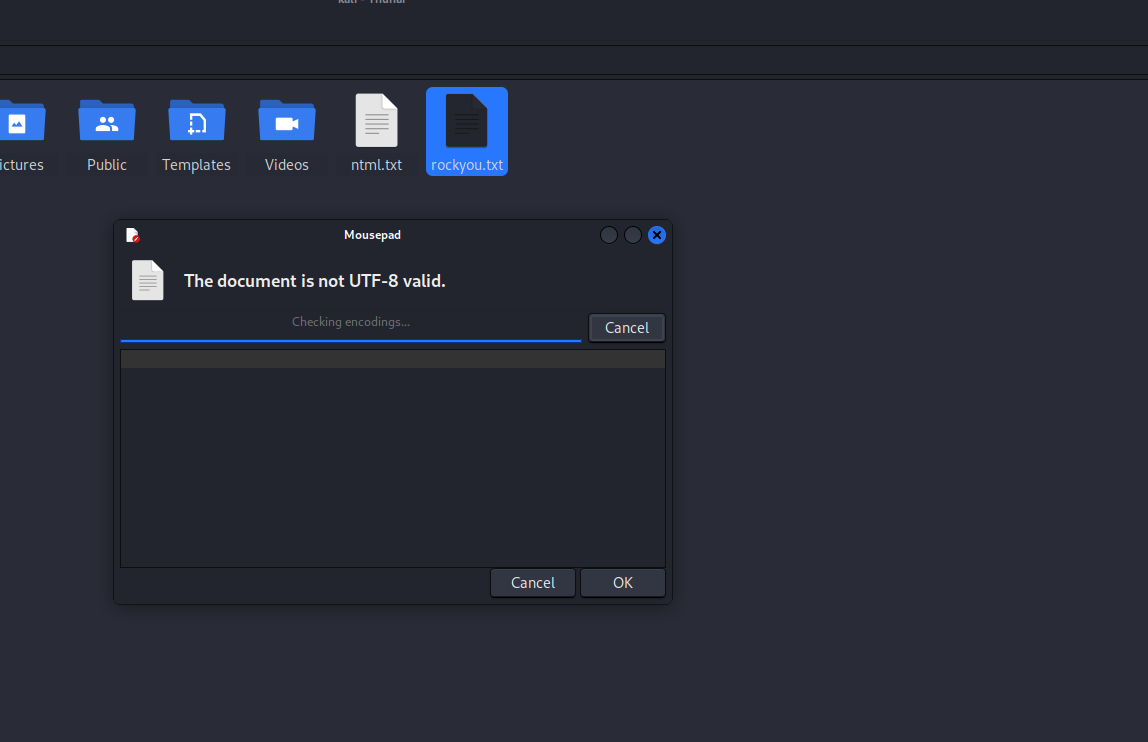 kali - Thunar
ictures
Public
Templates
Videos
ntml.txt
rockyou.txt
Mousepad
The document is not UTF-8 valid.
Checking encodings...
Cancel
Cancel
OK